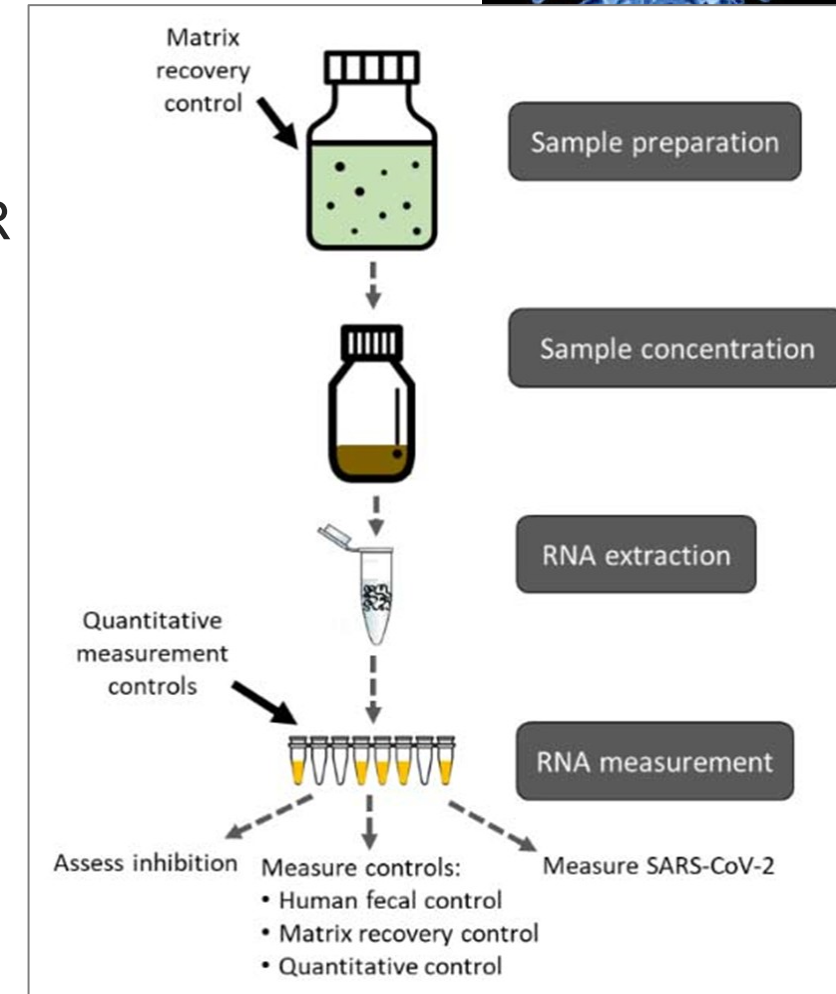 Matrix
recovery
control
Sample preparation
R
Sample concentration
RNA extraction
Quantitative
measurement
controls
RNA measurement
Assess inhibition
Measure controls:
• Human fecal control
• Matrix recovery control
• Quantitative control
Measure SARS-CoV-2